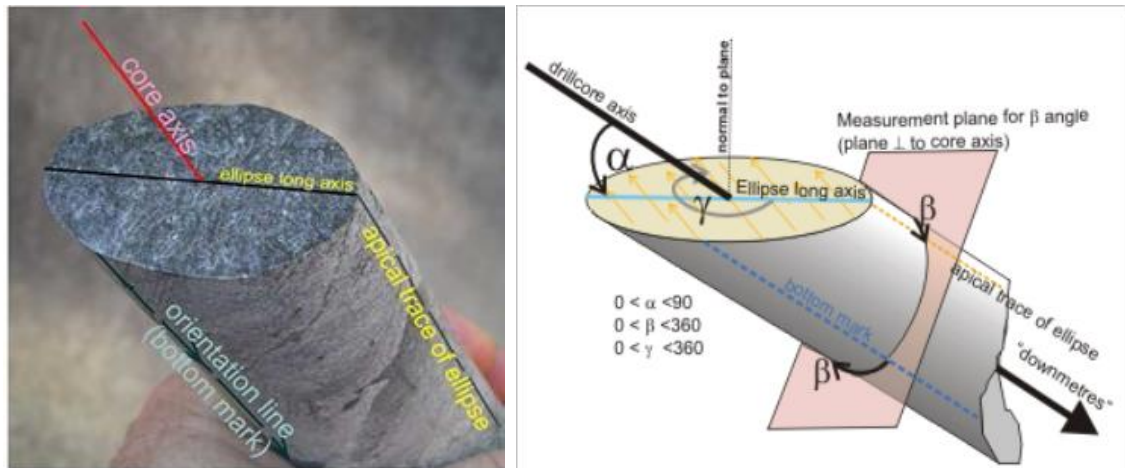 core axis
ellipse long axis
apical trace of ellipse
orientation line
(bottom mark)
drillcore axis
normal to plane
Measurement plane for β angle
(plane ⊥ to core axis)
α
Ellipse long axis
γ
β
bottom mark
apical trace of ellipse
0 < α <90
0 < β <360
0 < γ <360
β
"downmetres"